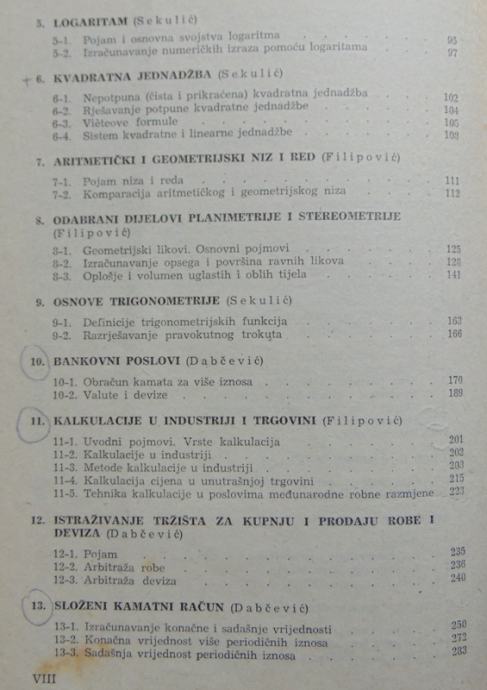 5. LOGARITAM (Sekulić)
5-1. Pojam i osnovna svojstva logaritma . . . . . . . 95
5-2. Izračunavanje numeričkih izraza pomoću logaritama . . . . 97
6. KVADRATNA JEDNADŽBA (Sekulić)
6-1. Nepotpuna (čista i prikraćena) kvadratna jednadžba . . . . 102
6-2. Rješavanje potpune kvadratne jednadžbe . . . . . . 104
6-3. Vièteove formule . . . . . . . . . . 105
6-4. Sistem kvadratne i linearne jednadžbe . . . . . . 108
7. ARITMETIČKI I GEOMETRIJSKI NIZ I RED (Filipović)
7-1. Pojam niza i reda . . . . . . . . . . 111
7-2. Komparacija aritmetičkog i geometrijskog niza . . . . . 112
8. ODABRANI DIJELOVI PLANIMETRIJE I STEREOMETRIJE
(Filipović)
8-1. Geometrijski likovi. Osnovni pojmovi . . . . . . . 125
8-2. Izračunavanje opsega i površina ravnih likova . . . . . 128
8-3. Oplošje i volumen uglastih i oblih tijela . . . . . . 141
9. OSNOVE TRIGONOMETRIJE (Sekulić)
9-1. Definicije trigonometrijskih funkcija . . . . . . . 163
9-2. Razrješavanje pravokutnog trokuta . . . . . . . 166
10. BANKOVNI POSLOVI (Dabčević)
10-1. Obračun kamata za više iznosa . . . . . . . 170
10-2. Valute i devize . . . . . . . . . . 189
11. KALKULACIJE U INDUSTRIJI I TRGOVINI (Filipović)
11-1. Uvodni pojmovi. Vrste kalkulacija . . . . . . . 201
11-2. Kalkulacije u industriji . . . . . . . . . 202
11-3. Metode kalkulacije u industriji . . . . . . . . 203
11-4. Kalkulacija cijena u unutrašnjoj trgovini . . . . . . 215
11-5. Tehnika kalkulacije u poslovima međunarodne robne razmjene 223
12. ISTRAŽIVANJE TRŽIŠTA ZA KUPNJU I PRODAJU ROBE I
DEVIZA (Dabčević)
12-1. Pojam . . . . . . . . . . . . 235
12-2. Arbitraža robe . . . . . . . . . . 236
12-3. Arbitraža deviza . . . . . . . . . . 240
13. SLOŽENI KAMATNI RAČUN (Dabčević)
13-1. Izračunavanje konačne i sadašnje vrijednosti . . . . . 250
13-2. Konačna vrijednost više periodičnih iznosa . . . . . 272
13-3. Sadašnja vrijednost periodičnih iznosa . . . . . . 283
VIII